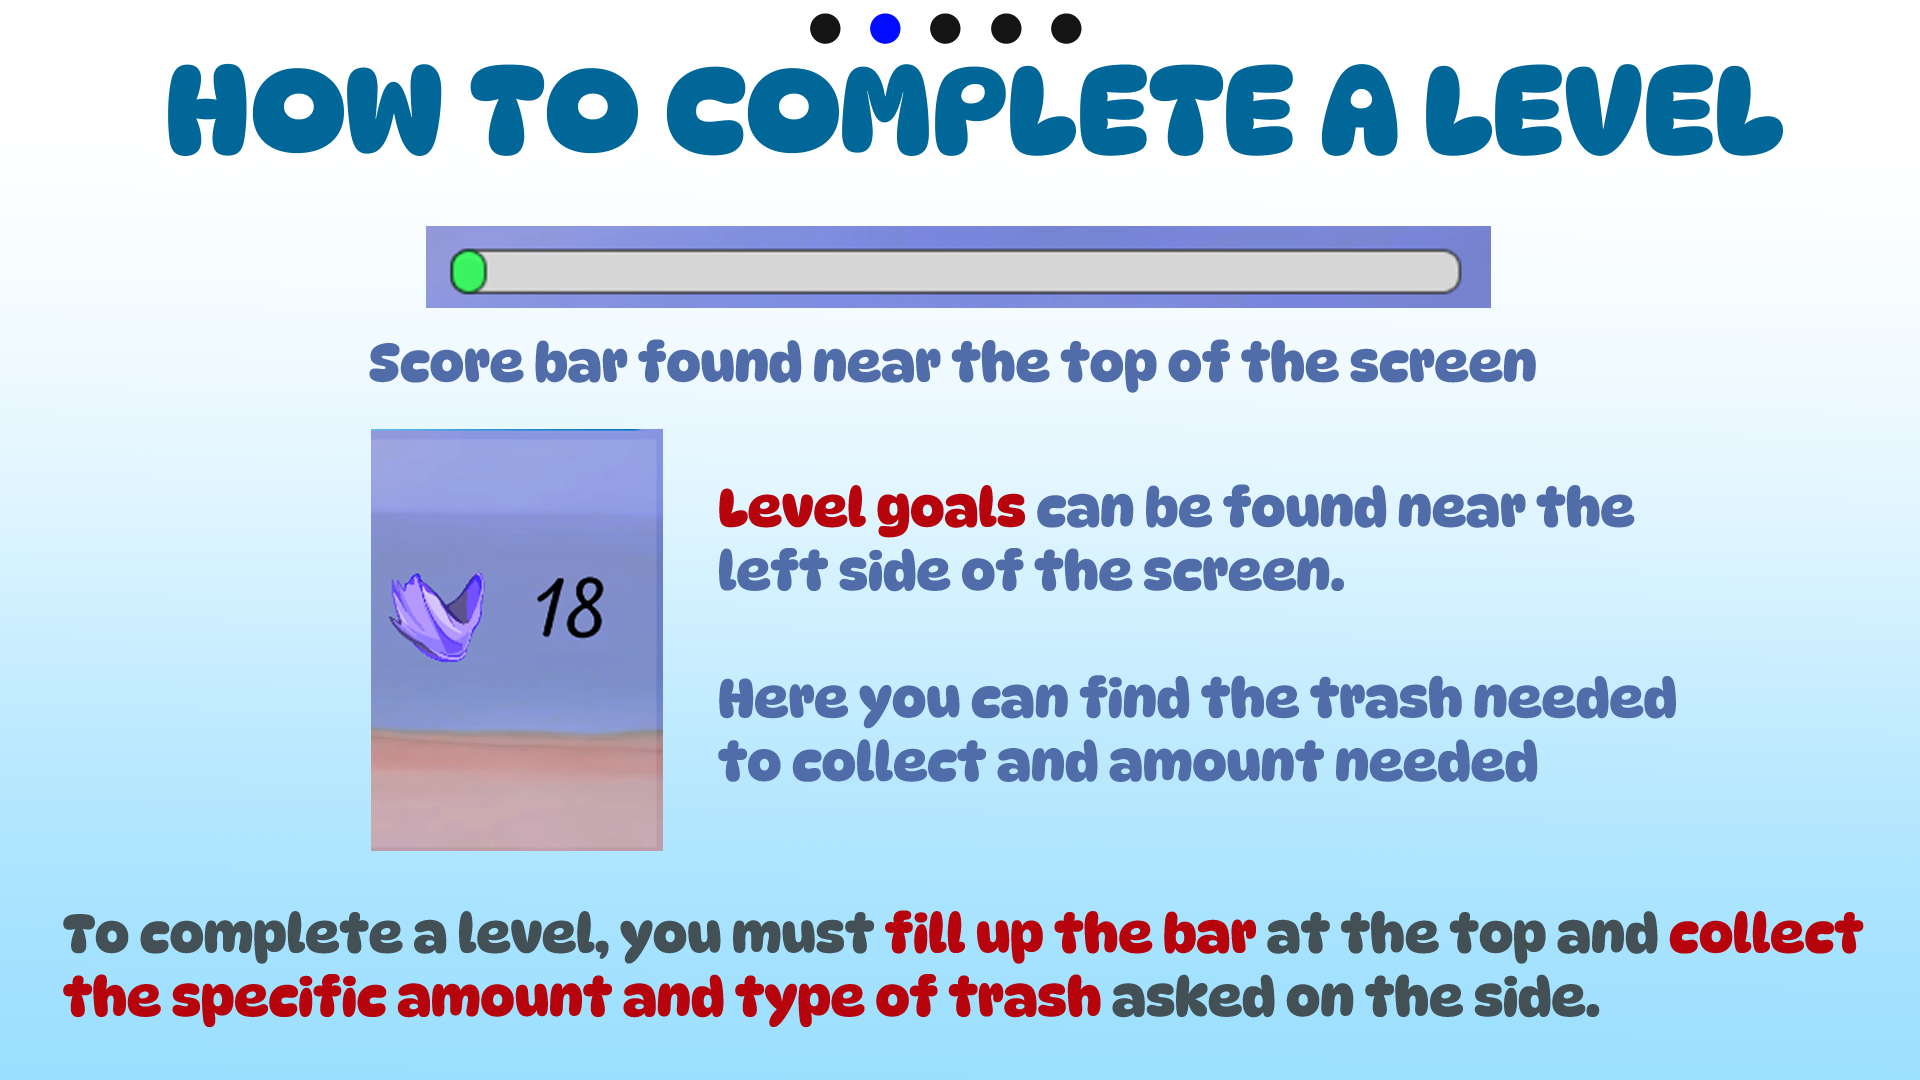 HOW TO COMPLETE A LEVEL
Score bar found near the top of the screen
18
Level goals can be found near the
left side of the screen.
Here you can find the trash needed
to collect and amount needed
To complete a level, you must fill up the bar at the top and collect
the specific amount and type of trash asked on the side.